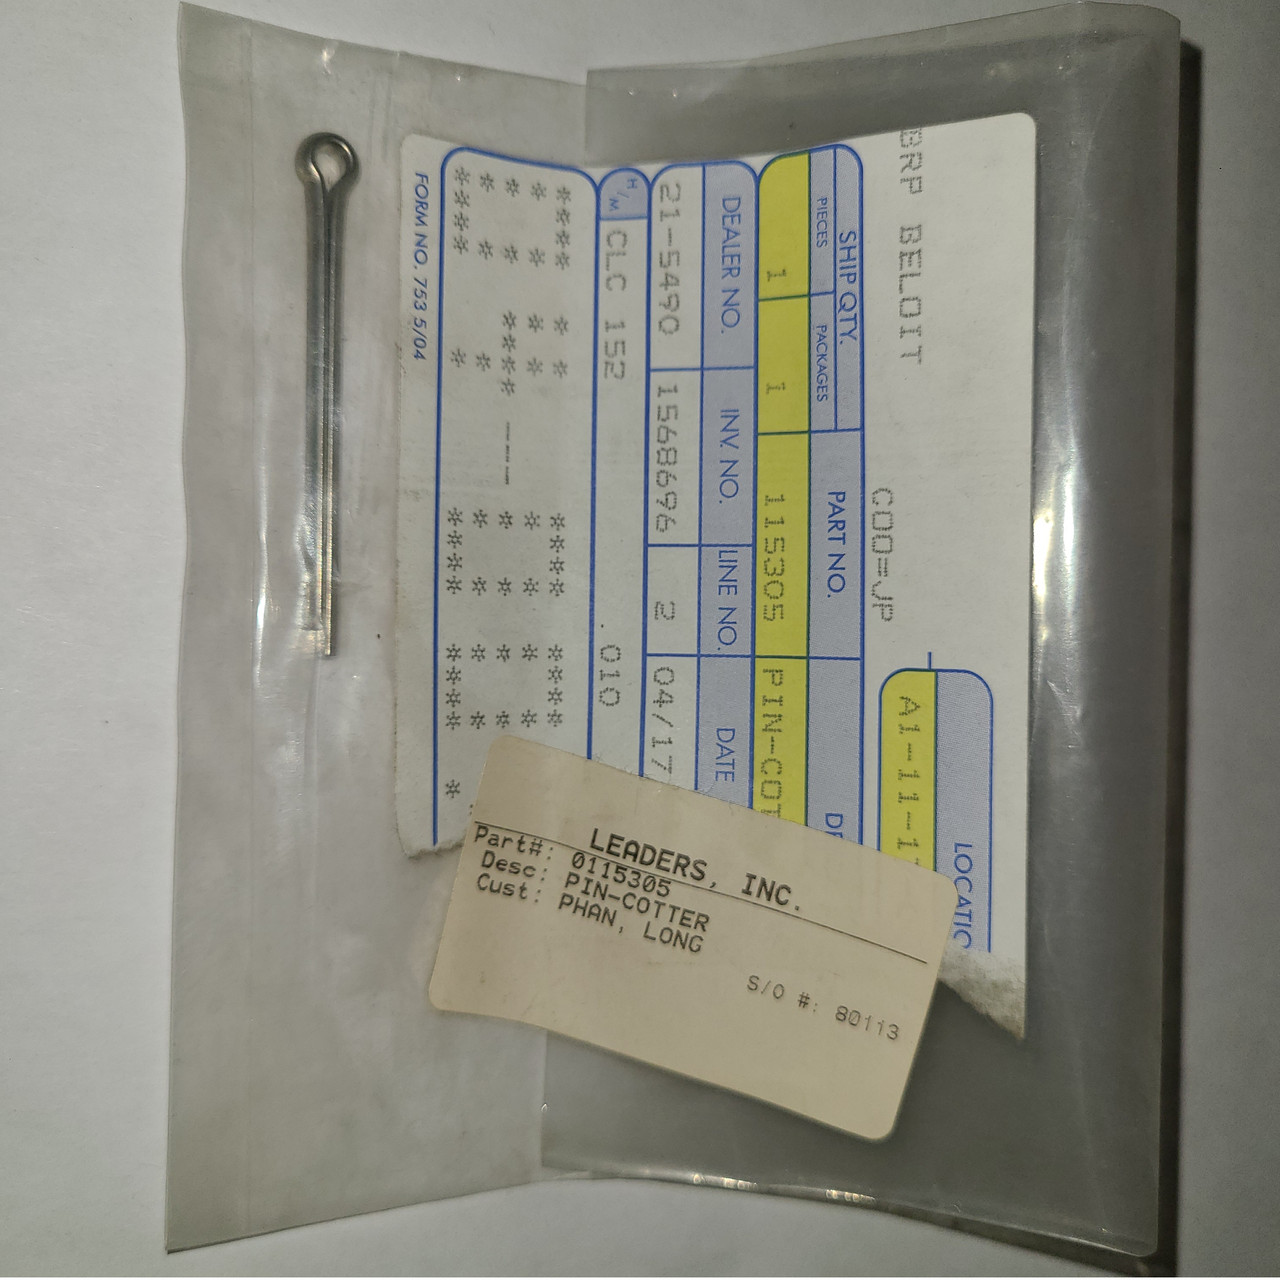 BRP BELOIT
COO=JP
LOCATIO
A1-11-1
SHIP QTY.
PIECES PACKAGES PART NO. DE
1 1 115305 PIN-COT
DEALER NO. INV. NO. LINE NO. DATE
21-5490 1568696 2 04/17
H/M CLC 152 .010
**** ** **** **** 
* * ** * * * *
* * **** --- * * * *
* * * * * * *
**** * **** **** *
FORM NO. 753 5/04
LEADERS, INC.
Part#: 0115305
Desc: PIN-COTTER
Cust: PHAN, LONG
S/O #: 80113